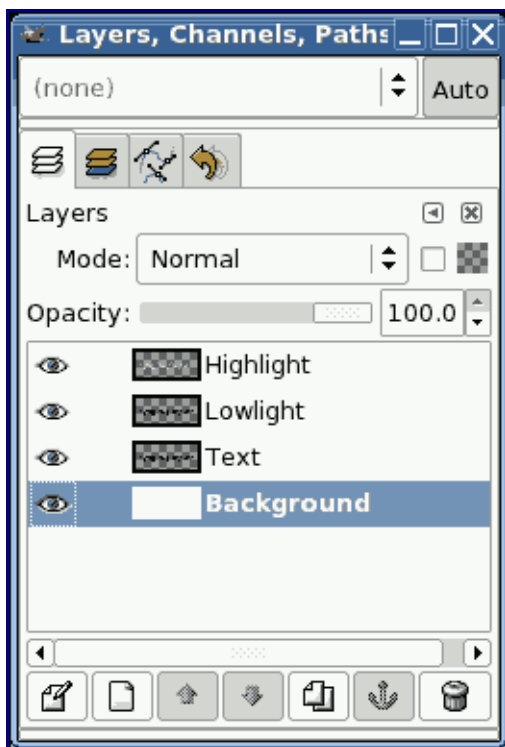 Layers, Channels, Paths
(none)
Auto
Layers
Mode: Normal
Opacity: 100.0
Highlight
Lowlight
Text
Background